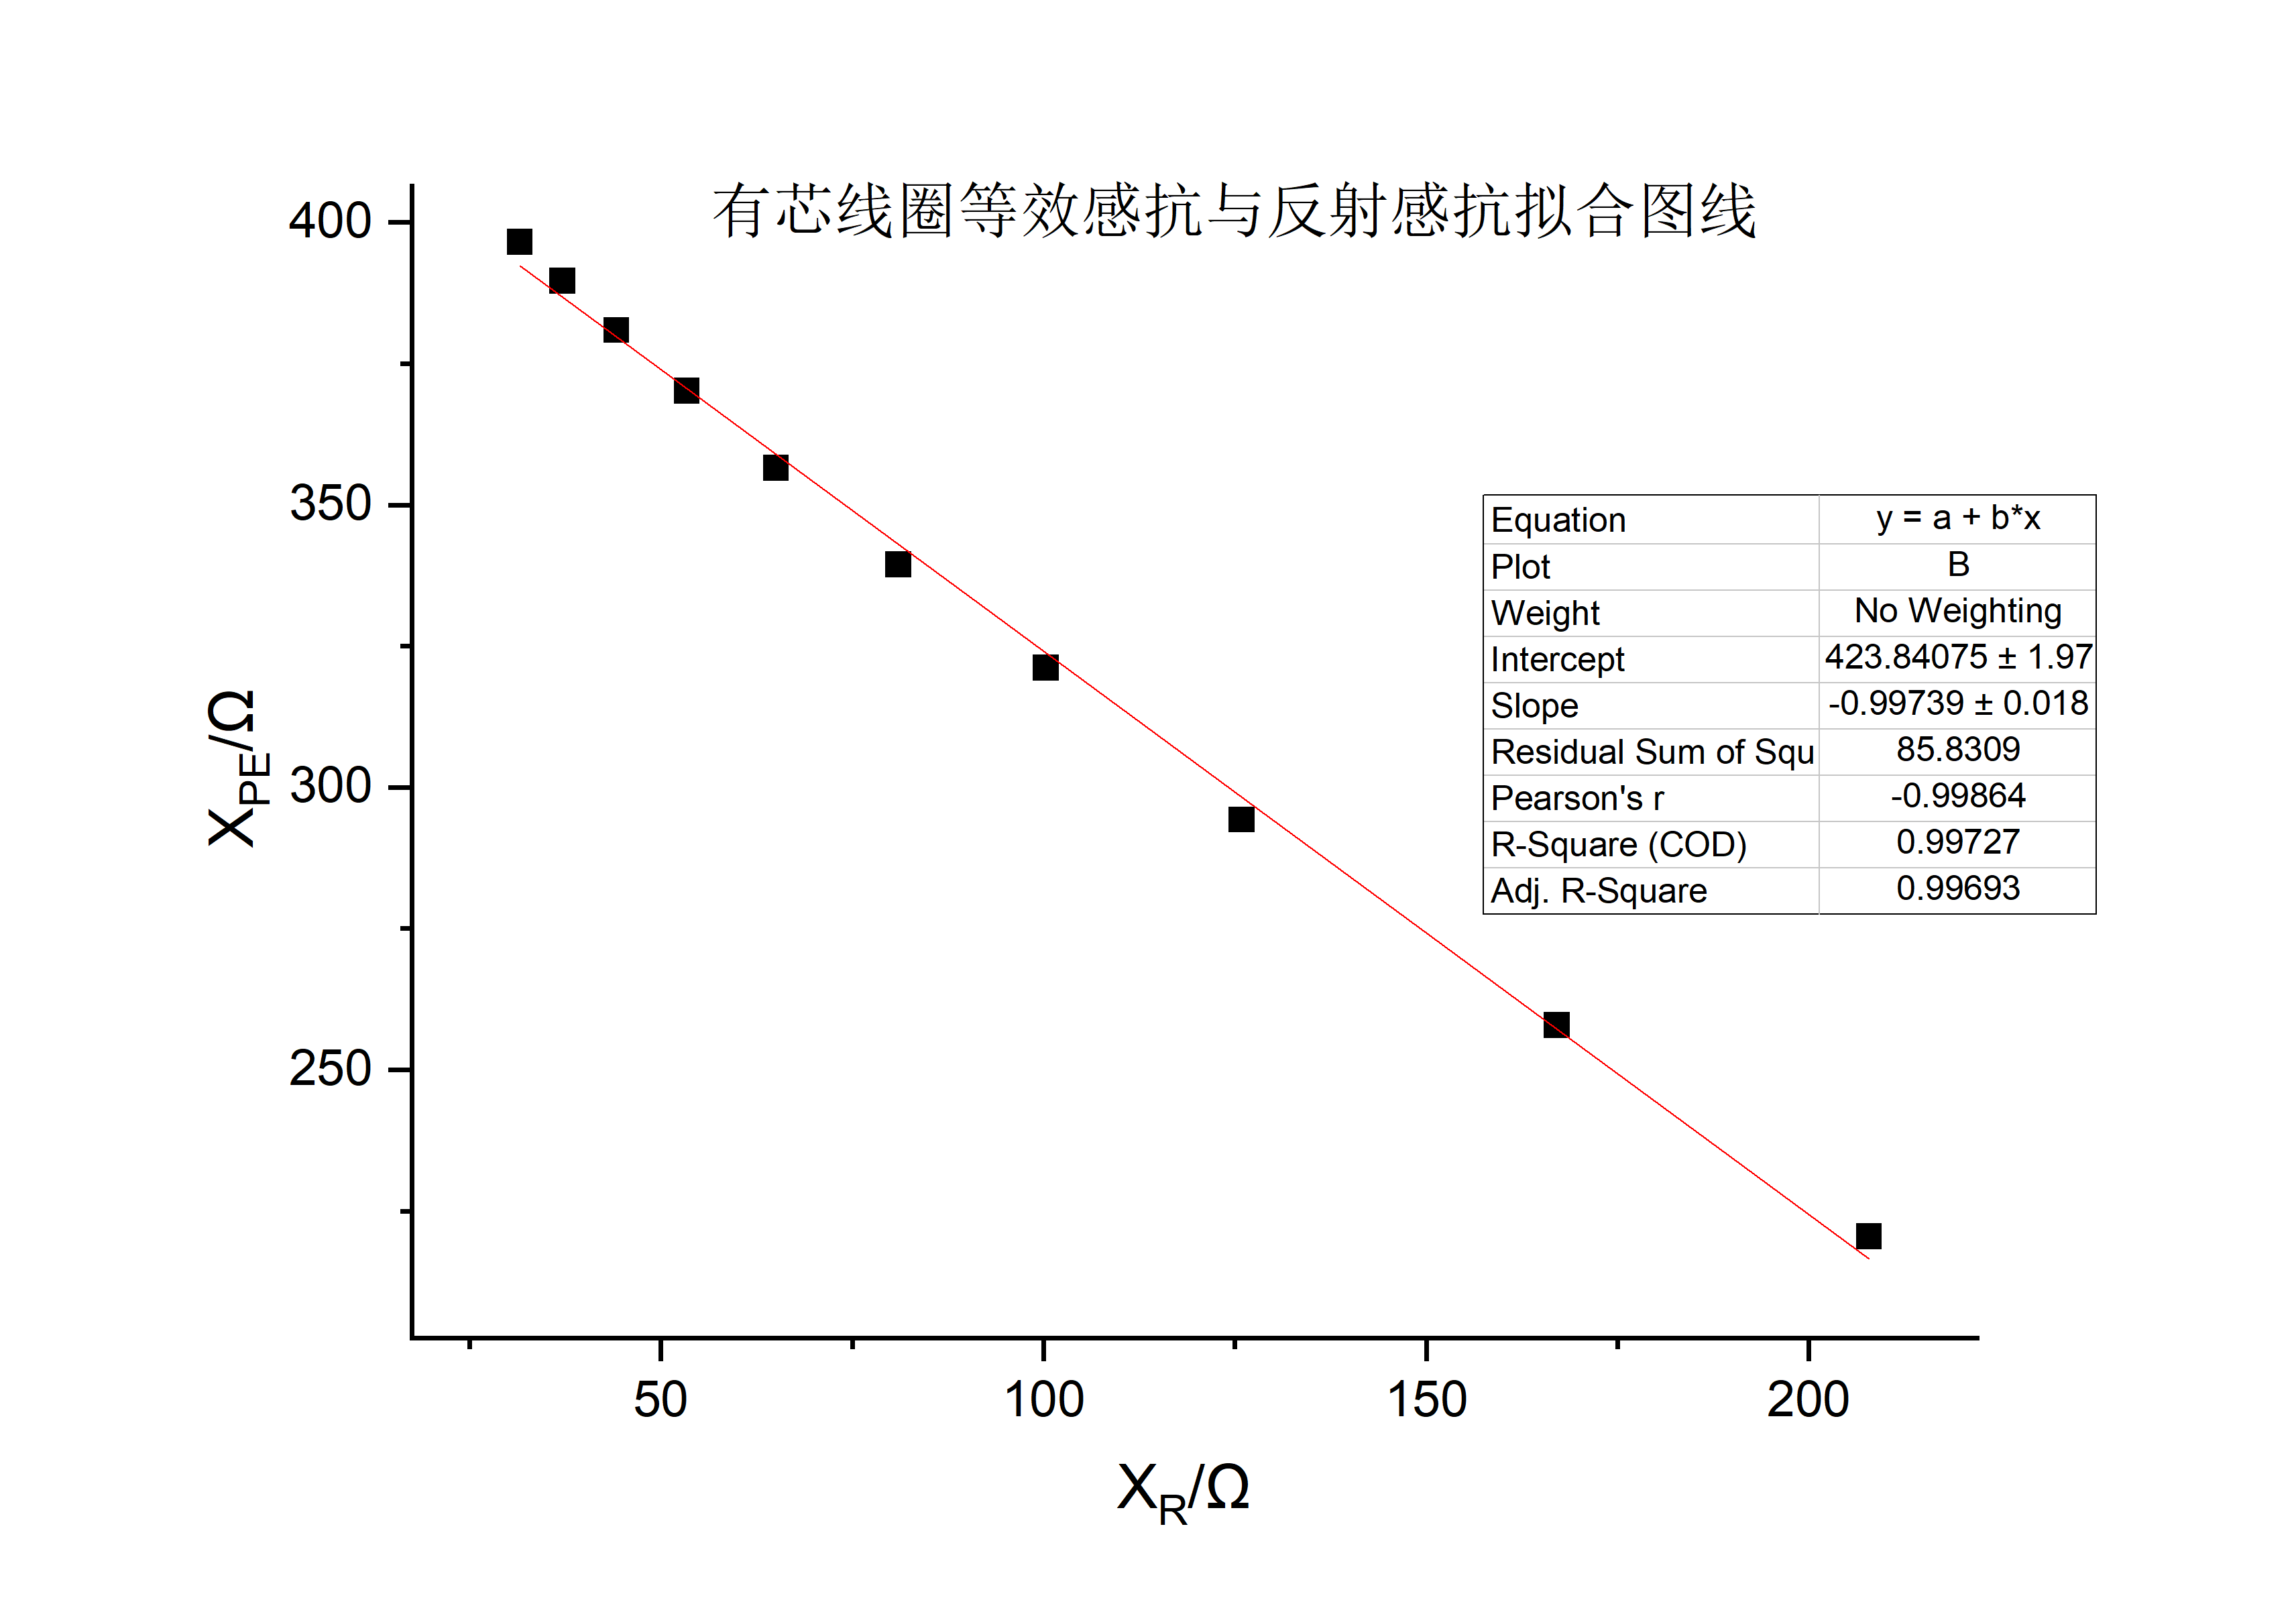 有芯线圈等效感抗与反射感抗拟合图线
400
350
300
250
X_PE/Ω
50
100
150
200
X_R/Ω
Equation y = a + b*x
Plot B
Weight No Weighting
Intercept 423.84075 ± 1.97
Slope -0.99739 ± 0.018
Residual Sum of Squ 85.8309
Pearson's r -0.99864
R-Square (COD) 0.99727
Adj. R-Square 0.99693